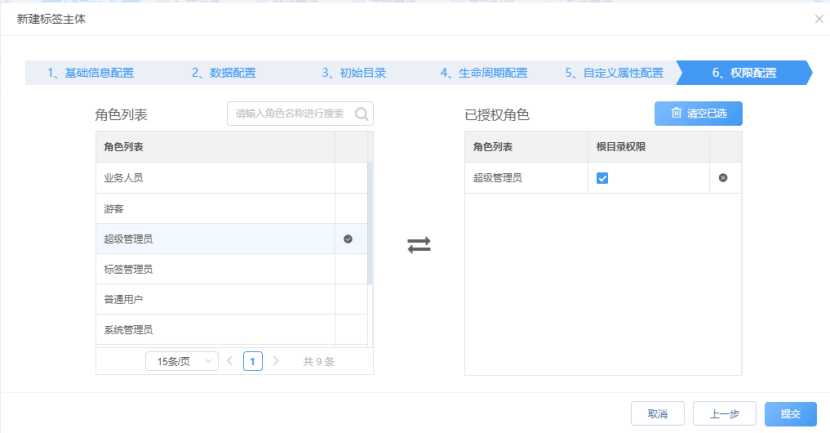 新建标签主体
1、基础信息配置 2、数据配置 3、初始目录 4、生命周期配置 5、自定义属性配置 6、权限配置
角色列表 请输入角色名称进行搜索
角色列表
业务人员
游客
超级管理员
标签管理员
普通用户
系统管理员
15条/页 1 共 9 条
已授权角色 清空已选
角色列表 根目录权限
超级管理员
取消 上一步 提交